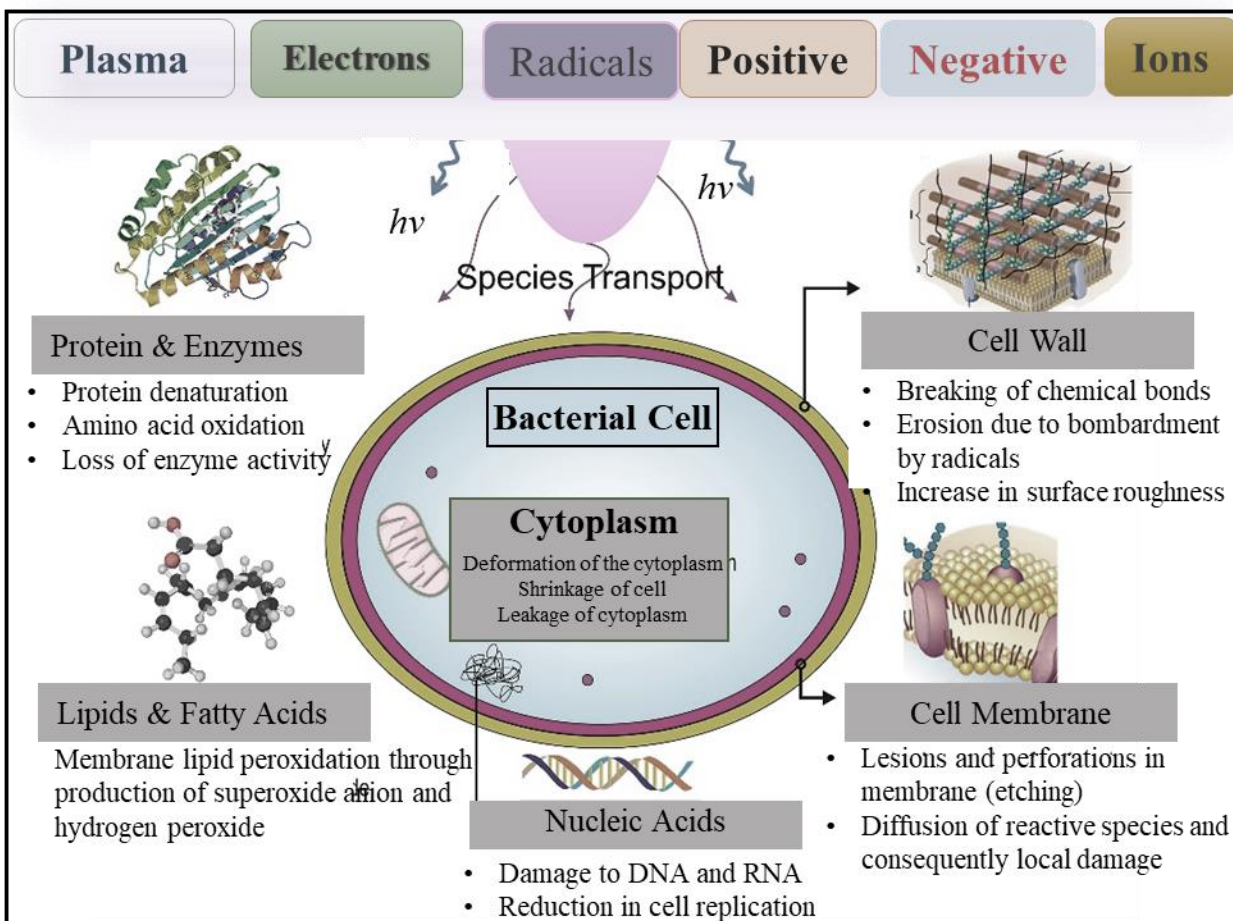 Plasma
Electrons
Radicals
Positive
Negative
Ions
hv
hv
Species Transport
Protein & Enzymes
• Protein denaturation
• Amino acid oxidation
• Loss of enzyme activity
Cell Wall
• Breaking of chemical bonds
• Erosion due to bombardment
by radicals
• Increase in surface roughness
Bacterial Cell
Cytoplasm
Deformation of the cytoplasm
Shrinkage of cell
Leakage of cytoplasm
Lipids & Fatty Acids
Membrane lipid peroxidation through
production of superoxide anion and
hydrogen peroxide
Cell Membrane
• Lesions and perforations in
membrane (etching)
• Diffusion of reactive species and
consequently local damage
Nucleic Acids
• Damage to DNA and RNA
• Reduction in cell replication